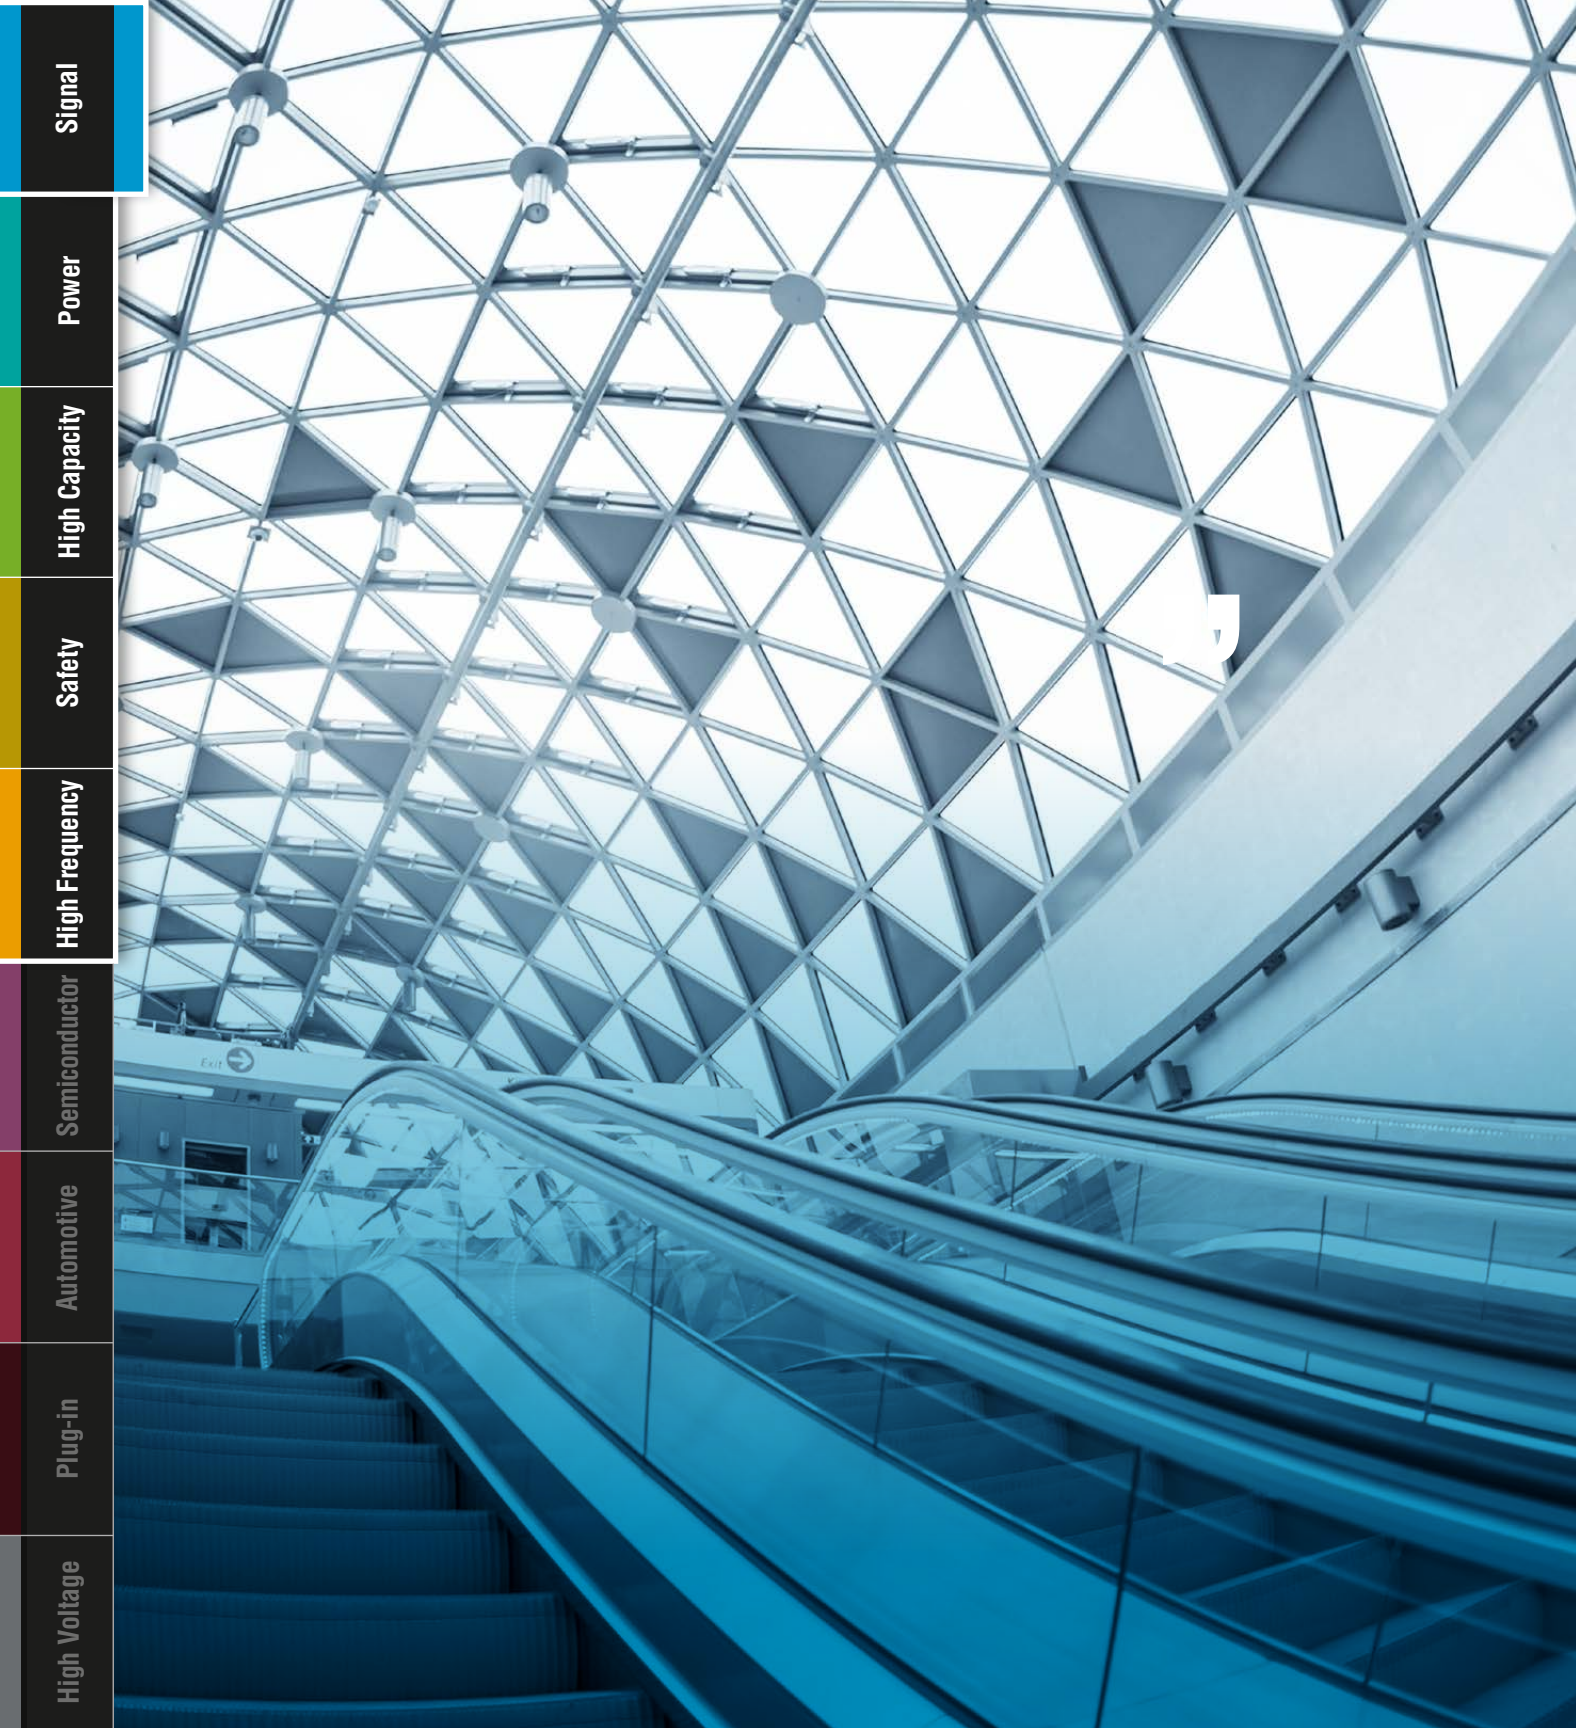 Signal
Power
High Capacity
Safety
High Frequency
Semiconductor
Automotive
Plug-in
High Voltage
”
Exit